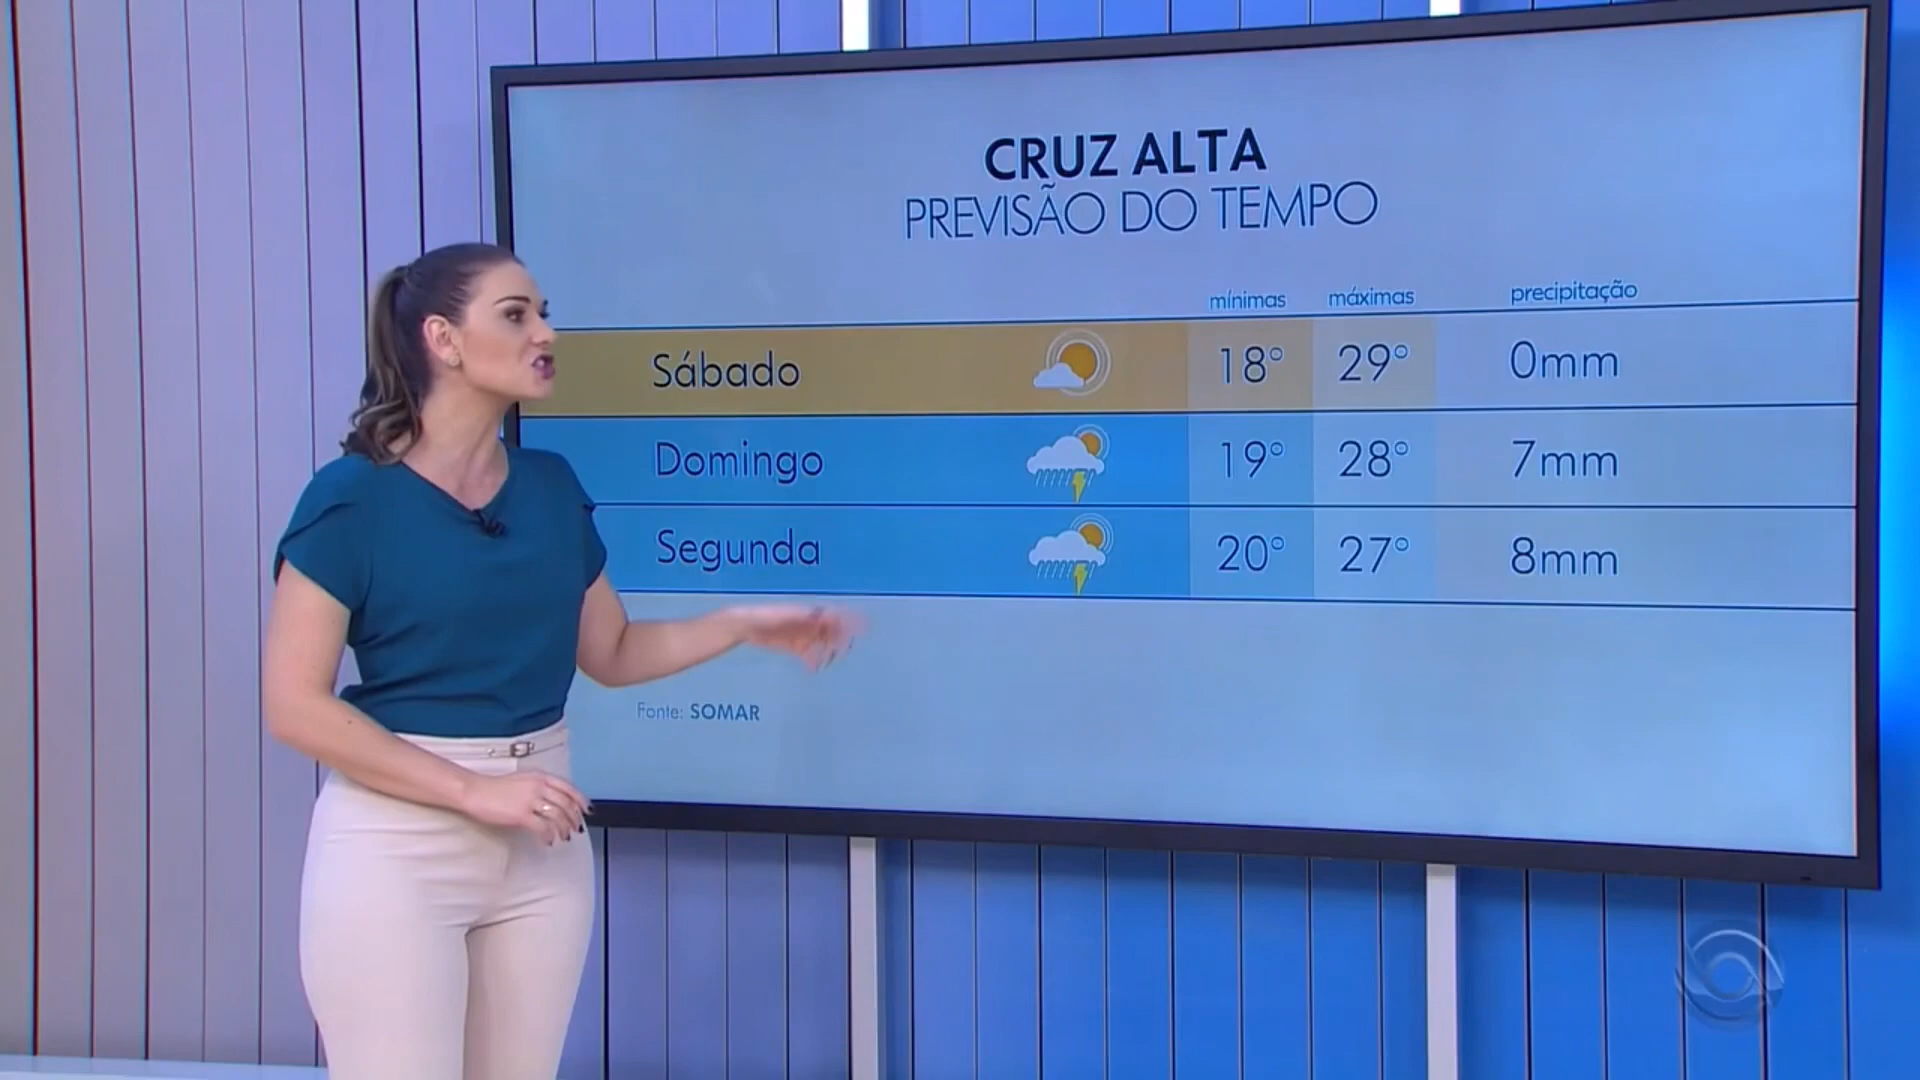 CRUZ ALTA
PREVISÃO DO TEMPO
mínimas máximas precipitação
Sábado 18° 29° 0mm
Domingo 19° 28° 7mm
Segunda 20° 27° 8mm
Fonte: SOMAR